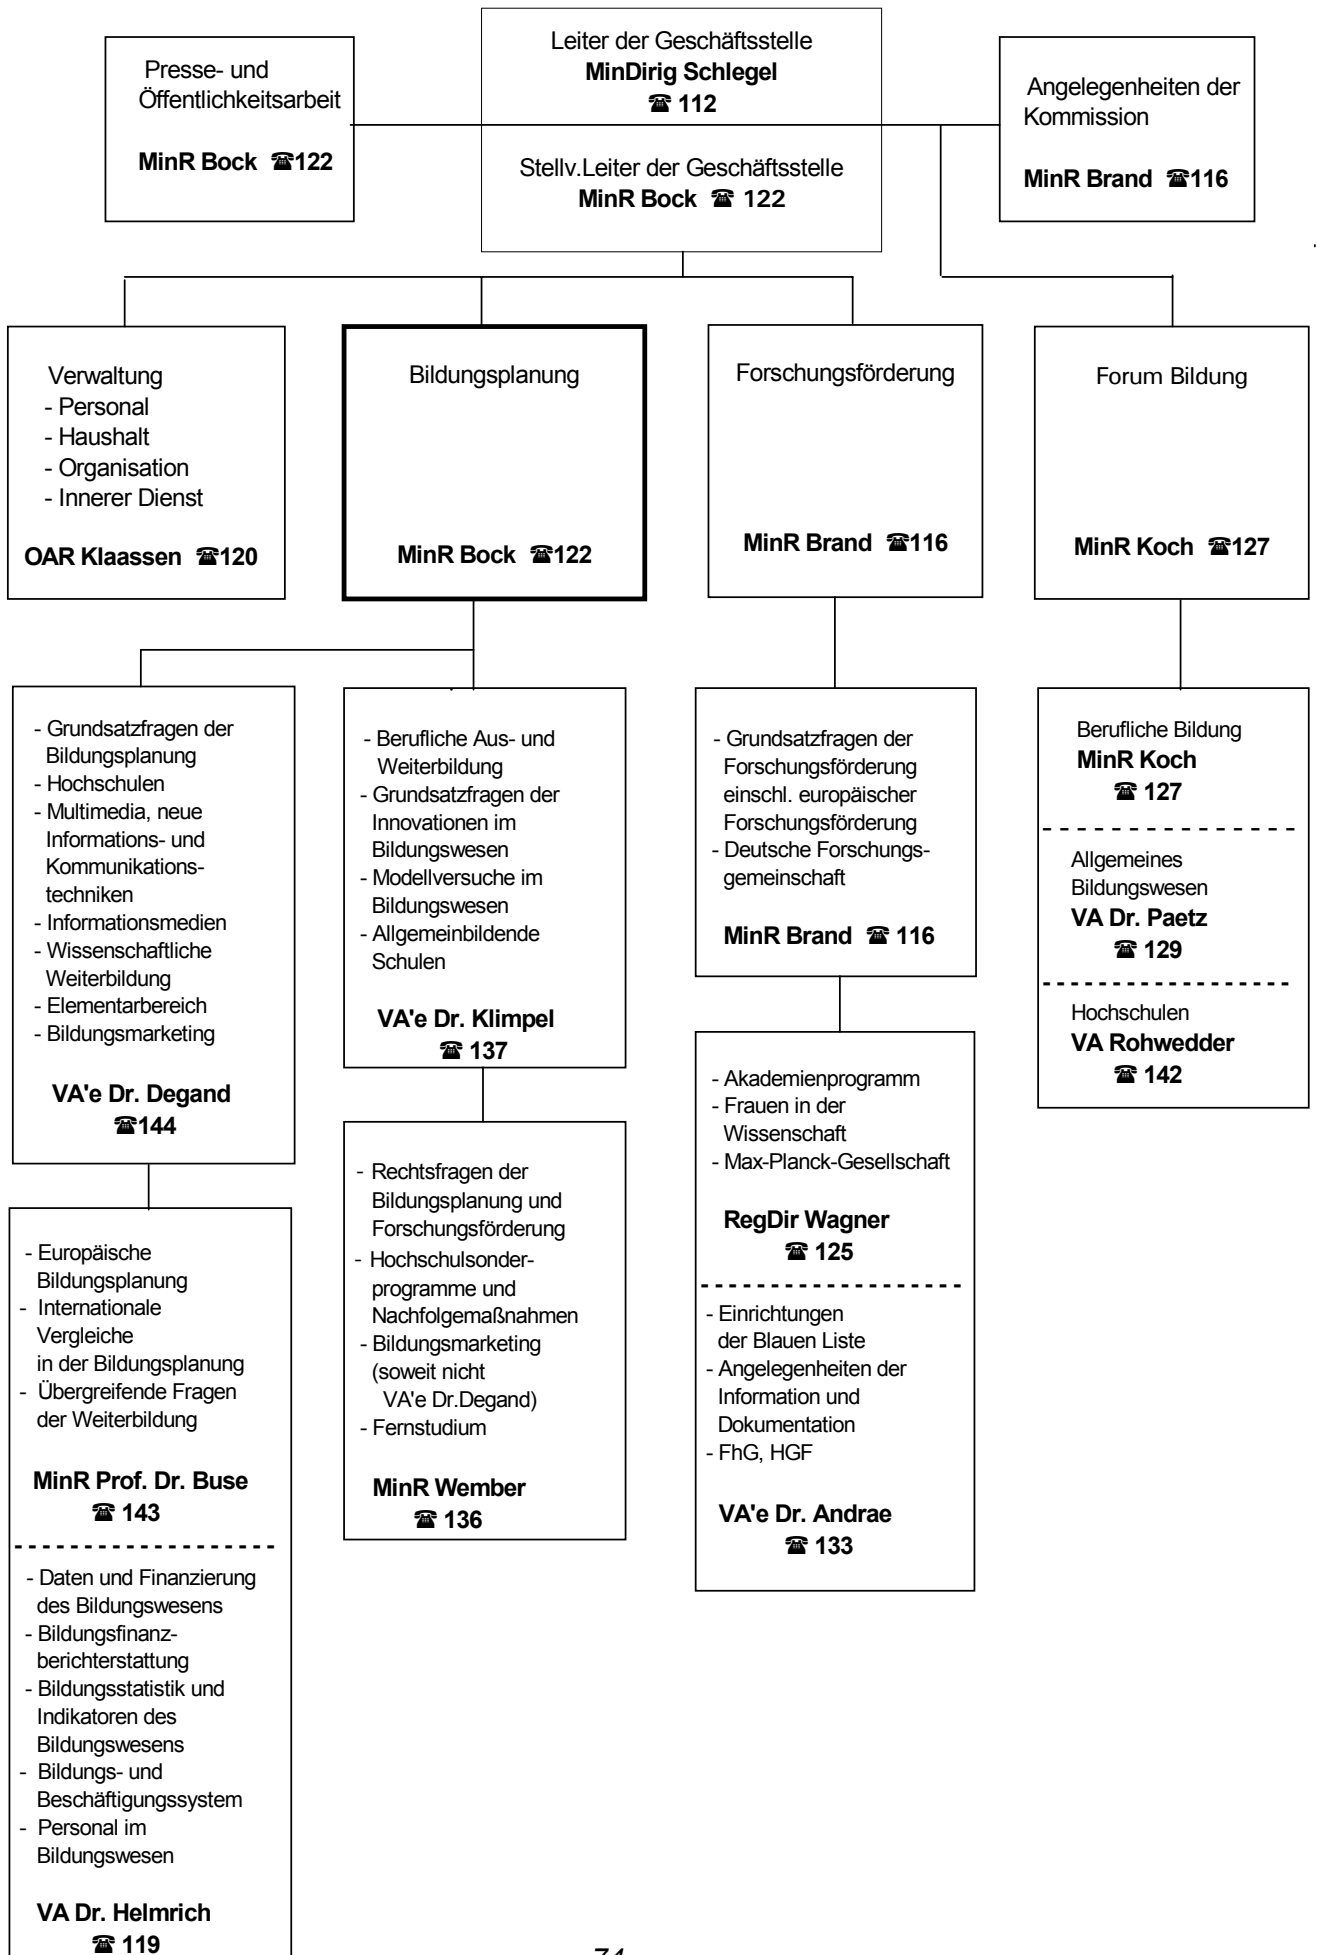 Presse- und
Öffentlichkeitsarbeit
MinR Bock ☎122
Leiter der Geschäftsstelle
MinDirig Schlegel
☎ 112
Stellv.Leiter der Geschäftsstelle
MinR Bock ☎ 122
Angelegenheiten der
Kommission
MinR Brand ☎116
Verwaltung
- Personal
- Haushalt
- Organisation
- Innerer Dienst
OAR Klaassen ☎120
Bildungsplanung
MinR Bock ☎122
Forschungsförderung
MinR Brand ☎116
Forum Bildung
MinR Koch ☎127
- Grundsatzfragen der
Bildungsplanung
- Hochschulen
- Multimedia, neue
Informations- und
Kommunikations-
techniken
- Informationsmedien
- Wissenschaftliche
Weiterbildung
- Elementarbereich
- Bildungsmarketing
VA'e Dr. Degand
☎144
- Europäische
Bildungsplanung
- Internationale
Vergleiche
in der Bildungsplanung
- Übergreifende Fragen
der Weiterbildung
MinR Prof. Dr. Buse
☎ 143
- Daten und Finanzierung
des Bildungswesens
- Bildungsfinanz-
berichterstattung
- Bildungsstatistik und
Indikatoren des
Bildungswesens
- Bildungs- und
Beschäftigungssystem
- Personal im
Bildungswesen
VA Dr. Helmrich
☎ 119
- Berufliche Aus- und
Weiterbildung
- Grundsatzfragen der
Innovationen im
Bildungswesen
- Modellversuche im
Bildungswesen
- Allgemeinbildende
Schulen
VA'e Dr. Klimpel
☎ 137
- Rechtsfragen der
Bildungsplanung und
Forschungsförderung
- Hochschulsonder-
programme und
Nachfolgemaßnahmen
- Bildungsmarketing
(soweit nicht
VA'e Dr.Degand)
- Fernstudium
MinR Wember
☎ 136
- Grundsatzfragen der
Forschungsförderung
einschl. europäischer
Forschungsförderung
- Deutsche Forschungs-
gemeinschaft
MinR Brand ☎ 116
- Akademienprogramm
- Frauen in der
Wissenschaft
- Max-Planck-Gesellschaft
RegDir Wagner
☎ 125
- Einrichtungen
der Blauen Liste
- Angelegenheiten der
Information und
Dokumentation
- FhG, HGF
VA'e Dr. Andrae
☎ 133
Berufliche Bildung
MinR Koch
☎ 127
Allgemeines
Bildungswesen
VA Dr. Paetz
☎ 129
Hochschulen
VA Rohwedder
☎ 142